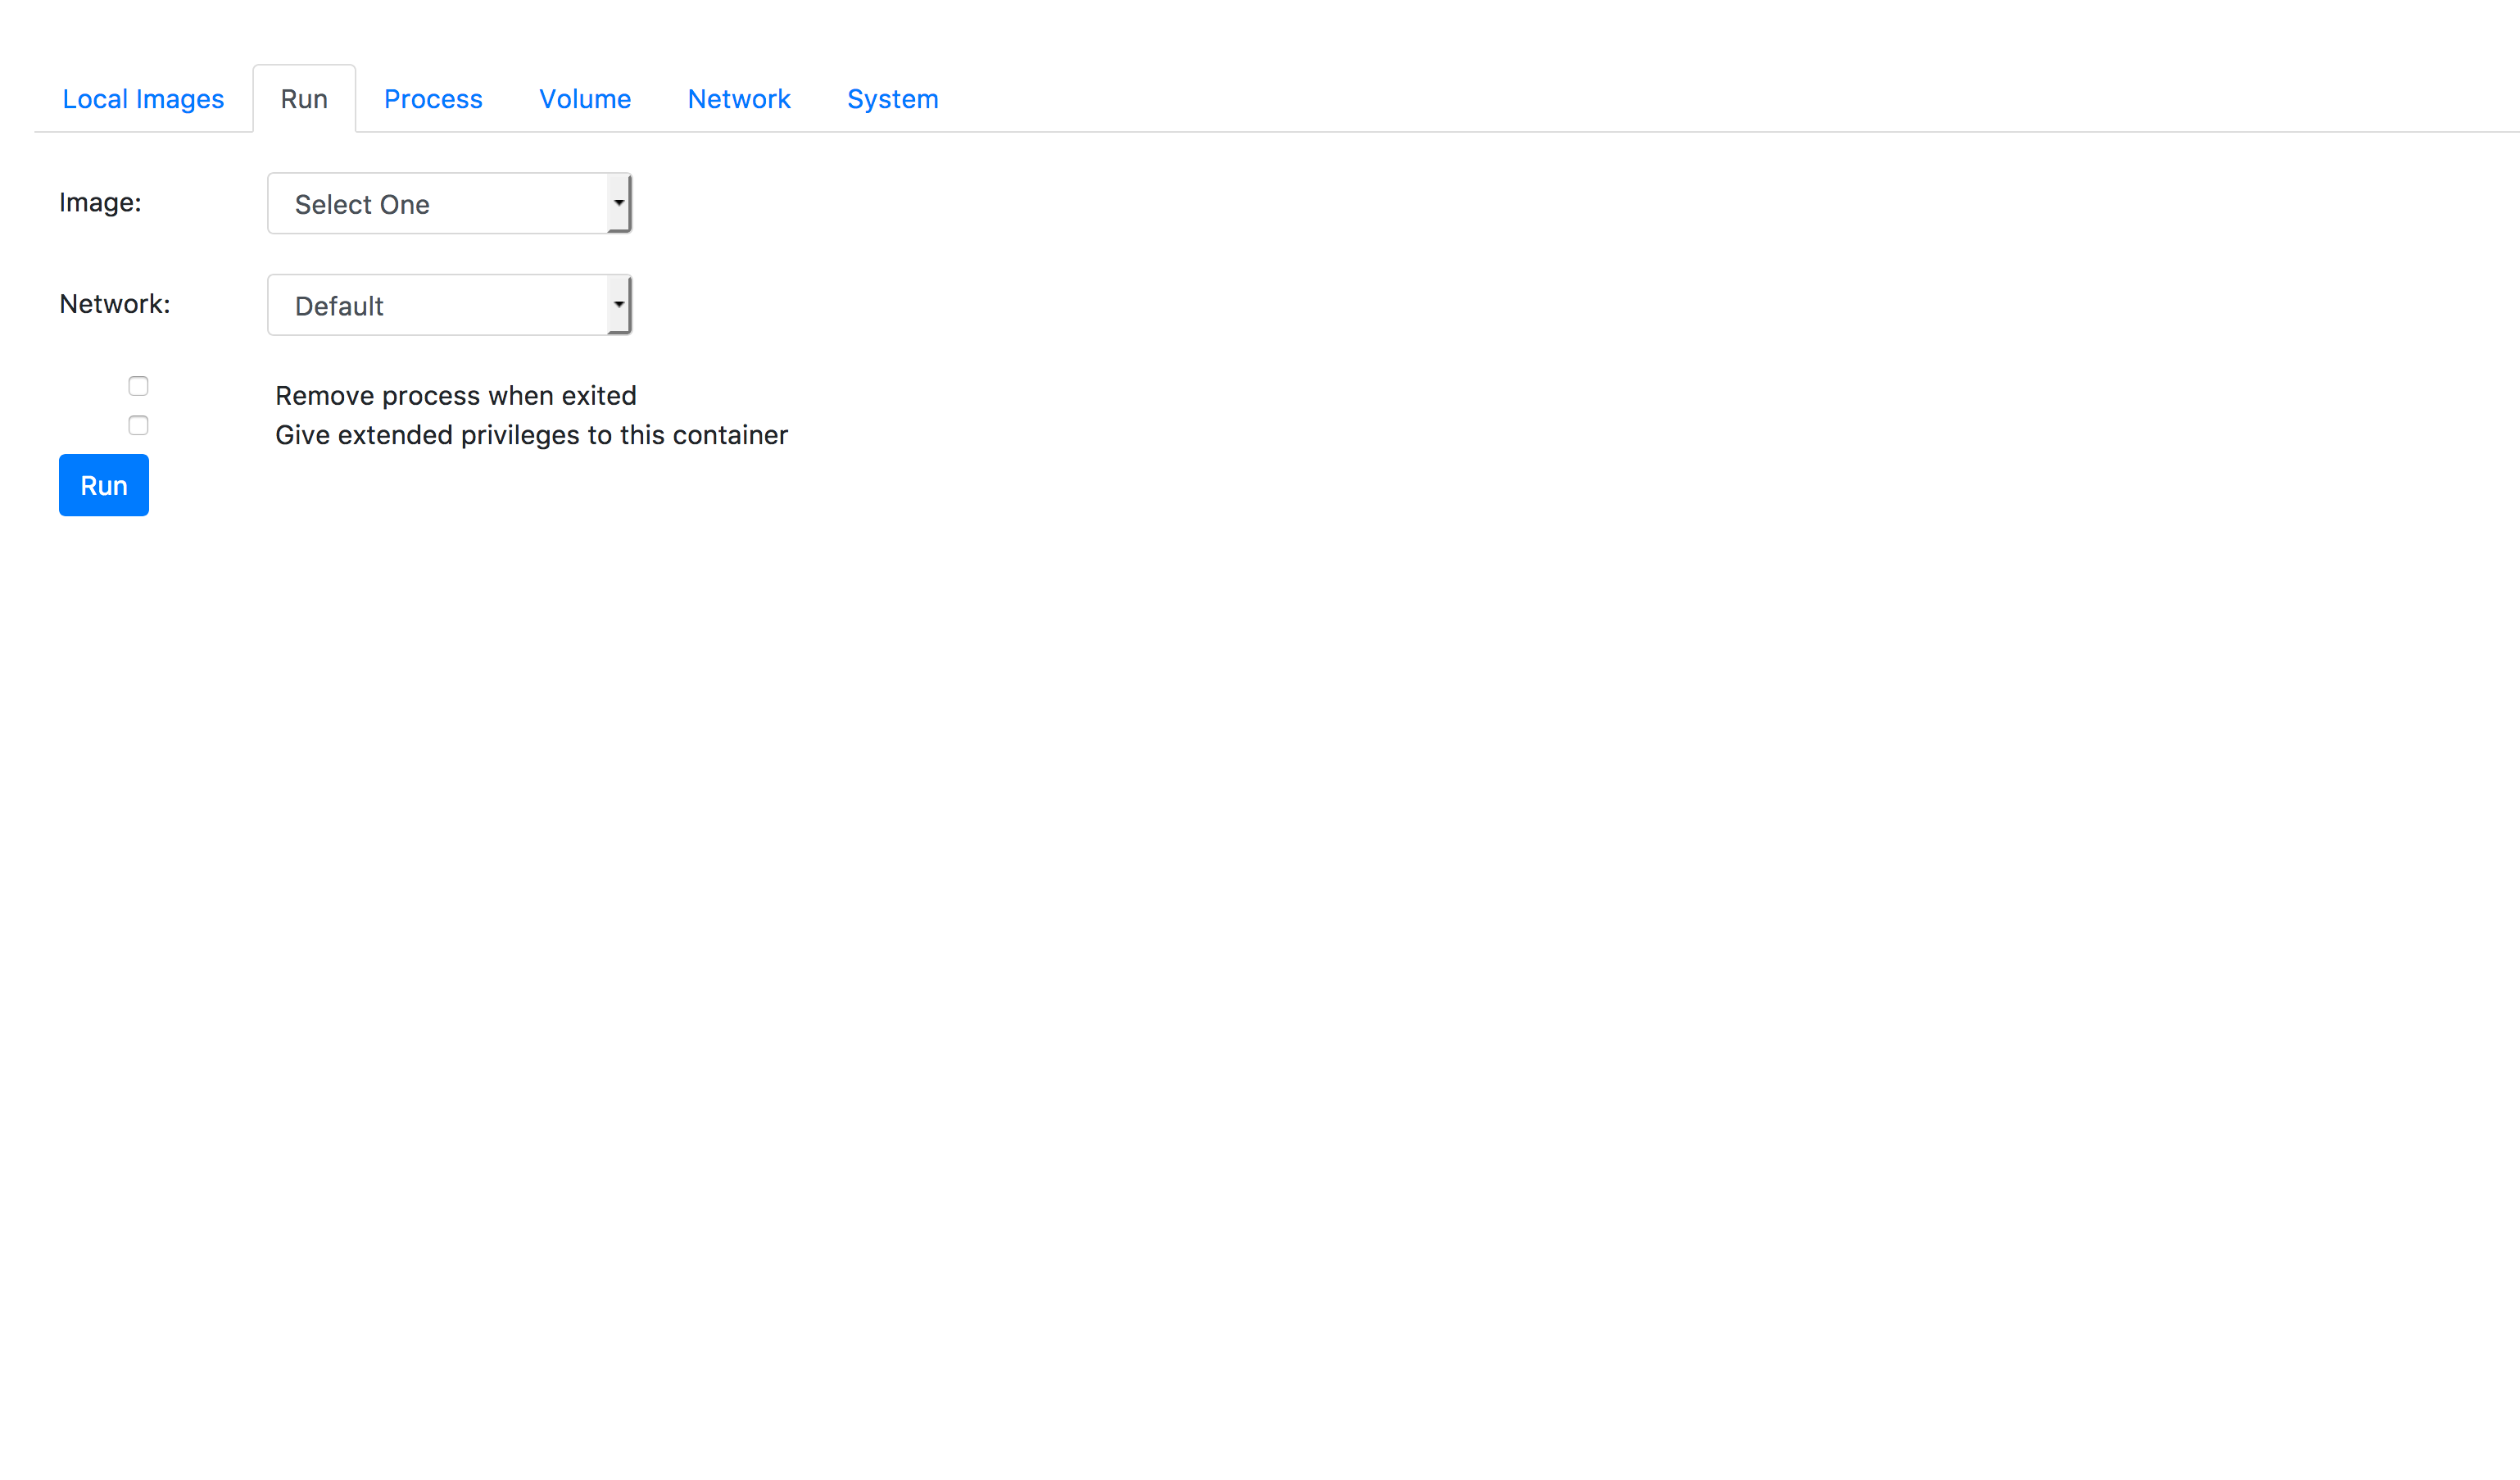 Local Images Run Process Volume Network System
Image: Select One
Network: Default
Remove process when exited
Give extended privileges to this container
Run